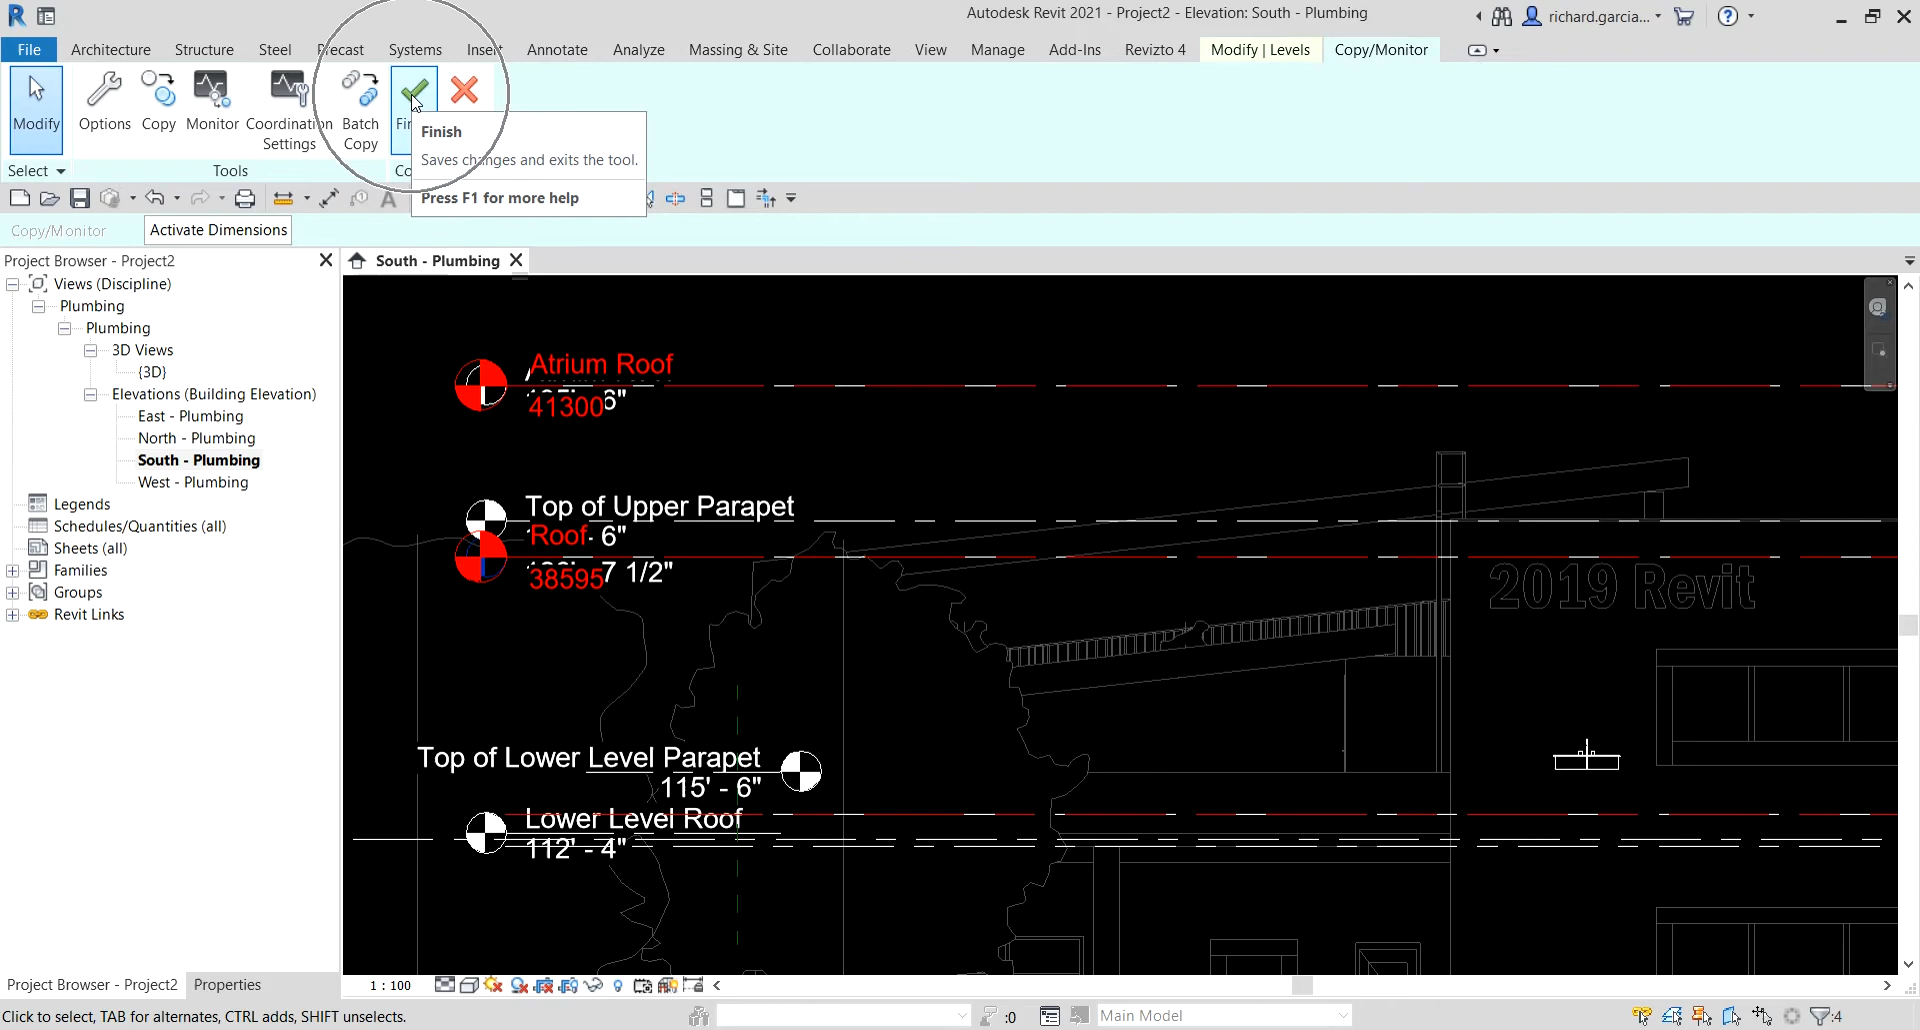 Autodesk Revit 2021 - Project2 - Elevation: South - Plumbing
richard.garcia...
File Architecture Structure Steel Precast Systems Insert Annotate Analyze Massing & Site Collaborate View Manage Add-Ins Revizto 4 Modify | Levels Copy/Monitor
Modify Options Copy Monitor Coordination Settings Batch Copy
Finish
Saves changes and exits the tool.
Press F1 for more help
Select Tools
Copy/Monitor Activate Dimensions
Project Browser - Project2
South - Plumbing
Views (Discipline)
Plumbing
Plumbing
3D Views
{3D}
Elevations (Building Elevation)
East - Plumbing
North - Plumbing
South - Plumbing
West - Plumbing
Legends
Schedules/Quantities (all)
Sheets (all)
Families
Groups
Revit Links
Atrium Roof
41300
6"
Top of Upper Parapet
Roof - 6"
38595 7 1/2"
2019 Revit
Top of Lower Level Parapet
115' - 6"
Lower Level Roof
112' - 4"
Project Browser - Project2 Properties
1 : 100
Click to select, TAB for alternates, CTRL adds, SHIFT unselects.
:0
Main Model
:4